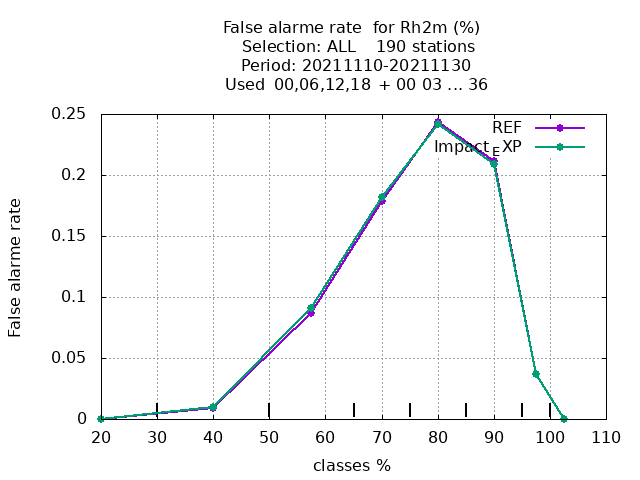 False alarme rate  for Rh2m (%)
Selection: ALL    190 stations
Period: 20211110-20211130
Used  00,06,12,18  + 00 03 ... 36
0.25
REF
Impact_EXP
0.2
0.15
0.1
0.05
0
False alarme rate
20 30 40 50 60 70 80 90 100 110
classes %